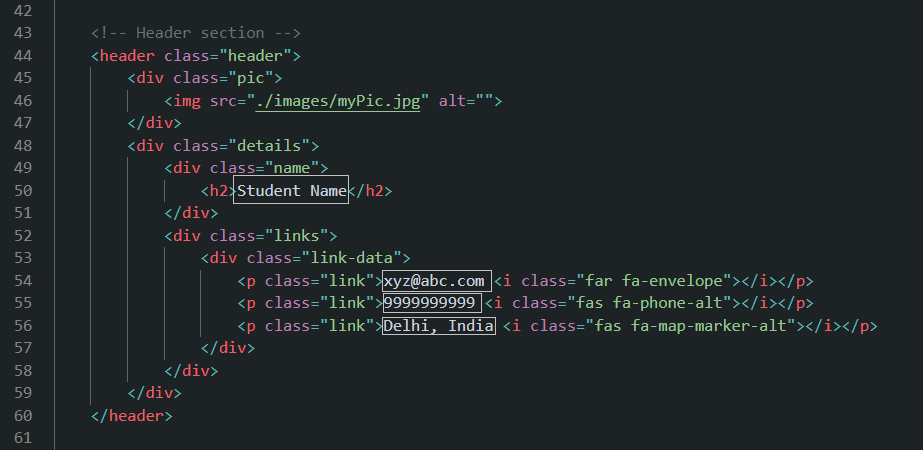 42
43 <!-- Header section -->
44 <header class="header">
45 <div class="pic">
46 <img src="./images/myPic.jpg" alt="">
47 </div>
48 <div class="details">
49 <div class="name">
50 <h2>Student Name</h2>
51 </div>
52 <div class="links">
53 <div class="link-data">
54 <p class="link">xyz@abc.com <i class="far fa-envelope"></i></p>
55 <p class="link">9999999999 <i class="fas fa-phone-alt"></i></p>
56 <p class="link">Delhi, India <i class="fas fa-map-marker-alt"></i></p>
57 </div>
58 </div>
59 </div>
60 </header>
61